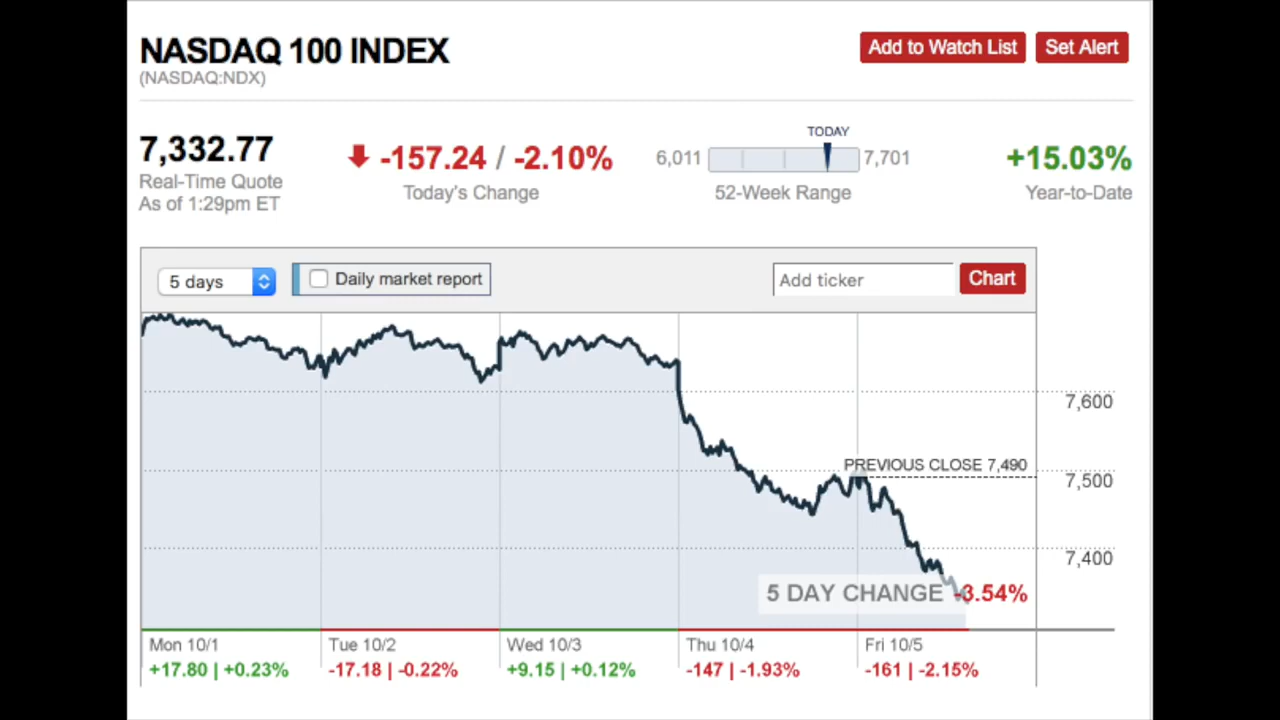 NASDAQ 100 INDEX
(NASDAQ:NDX)
Add to Watch List
Set Alert
7,332.77
Real-Time Quote
As of 1:29pm ET
-157.24 / -2.10%
Today's Change
TODAY
6,011
7,701
52-Week Range
+15.03%
Year-to-Date
5 days
Daily market report
Add ticker
Chart
7,600
PREVIOUS CLOSE 7,490
7,500
7,400
5 DAY CHANGE -3.54%
Mon 10/1
+17.80 | +0.23%
Tue 10/2
-17.18 | -0.22%
Wed 10/3
+9.15 | +0.12%
Thu 10/4
-147 | -1.93%
Fri 10/5
-161 | -2.15%